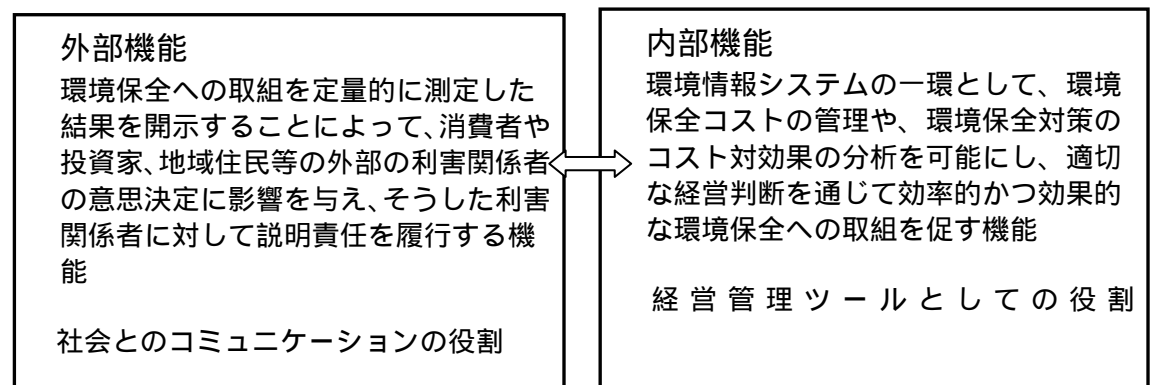 外部機能
環境保全への取組を定量的に測定した
結果を開示することによって、消費者や
投資家、地域住民等の外部の利害関係者
の意思決定に影響を与え、そうした利害
関係者に対して説明責任を履行する機
能
社会とのコミュニケーションの役割
内部機能
環境情報システムの一環として、環境
保全コストの管理や、環境保全対策の
コスト対効果の分析を可能にし、適切
な経営判断を通じて効率的かつ効果的
な環境保全への取組を促す機能
経営管理ツールとしての役割